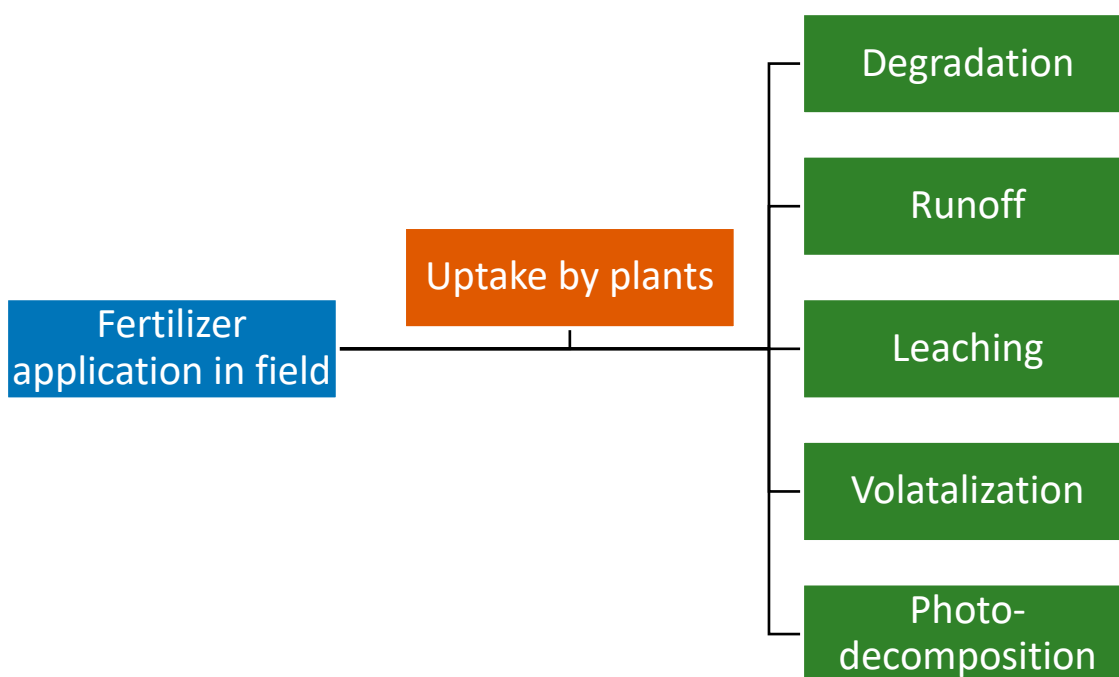 Fertilizer
application in field
Uptake by plants
Degradation
Runoff
Leaching
Volatalization
Photo-
decomposition